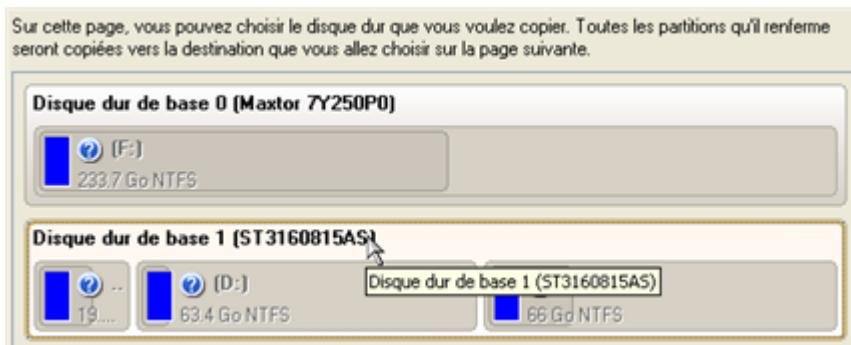 Sur cette page, vous pouvez choisir le disque dur que vous voulez copier. Toutes les partitions qu'il renferme
seront copiées vers la destination que vous allez choisir sur la page suivante.
Disque dur de base 0 (Maxtor 7Y250P0)
(F:)
233.7 Go NTFS
Disque dur de base 1 (ST3160815AS)
.. (D:)
Disque dur de base 1 (ST3160815AS)
19.... 63.4 Go NTFS 66 Go NTFS